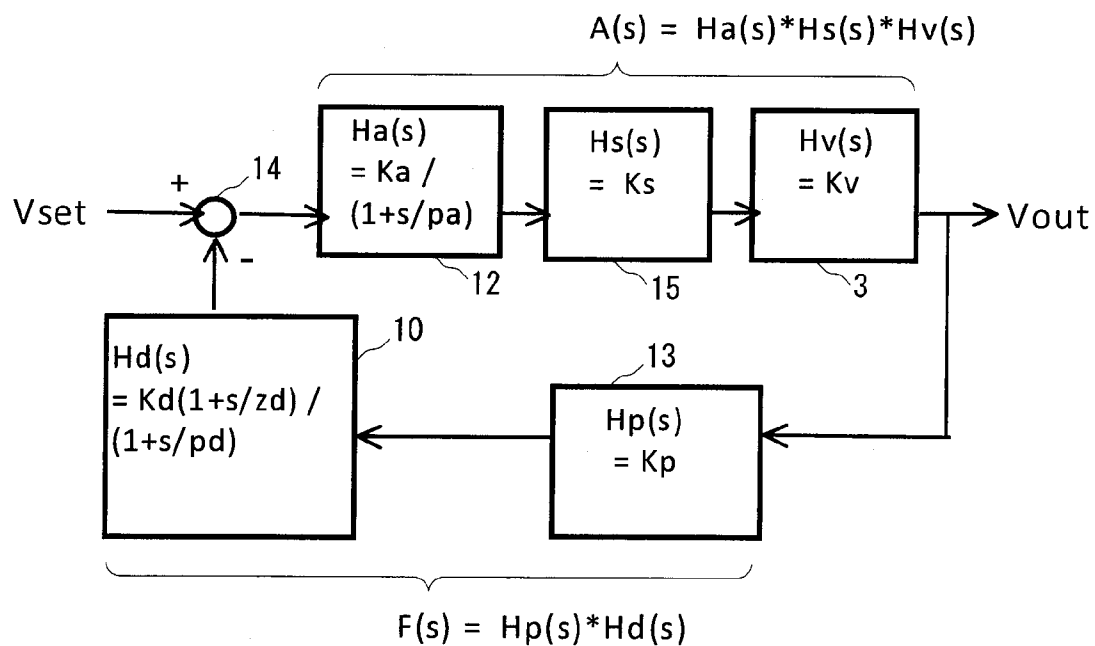 A(s) = Ha(s)*Hs(s)*Hv(s)
Ha(s)
= Ka /
(1+s/pa)
Hs(s)
= Ks
Hv(s)
= Kv
14
+
Vset
-
Vout
12
15
3
10
Hd(s)
= Kd(1+s/zd) /
(1+s/pd)
13
Hp(s)
= Kp
F(s) = Hp(s)*Hd(s)